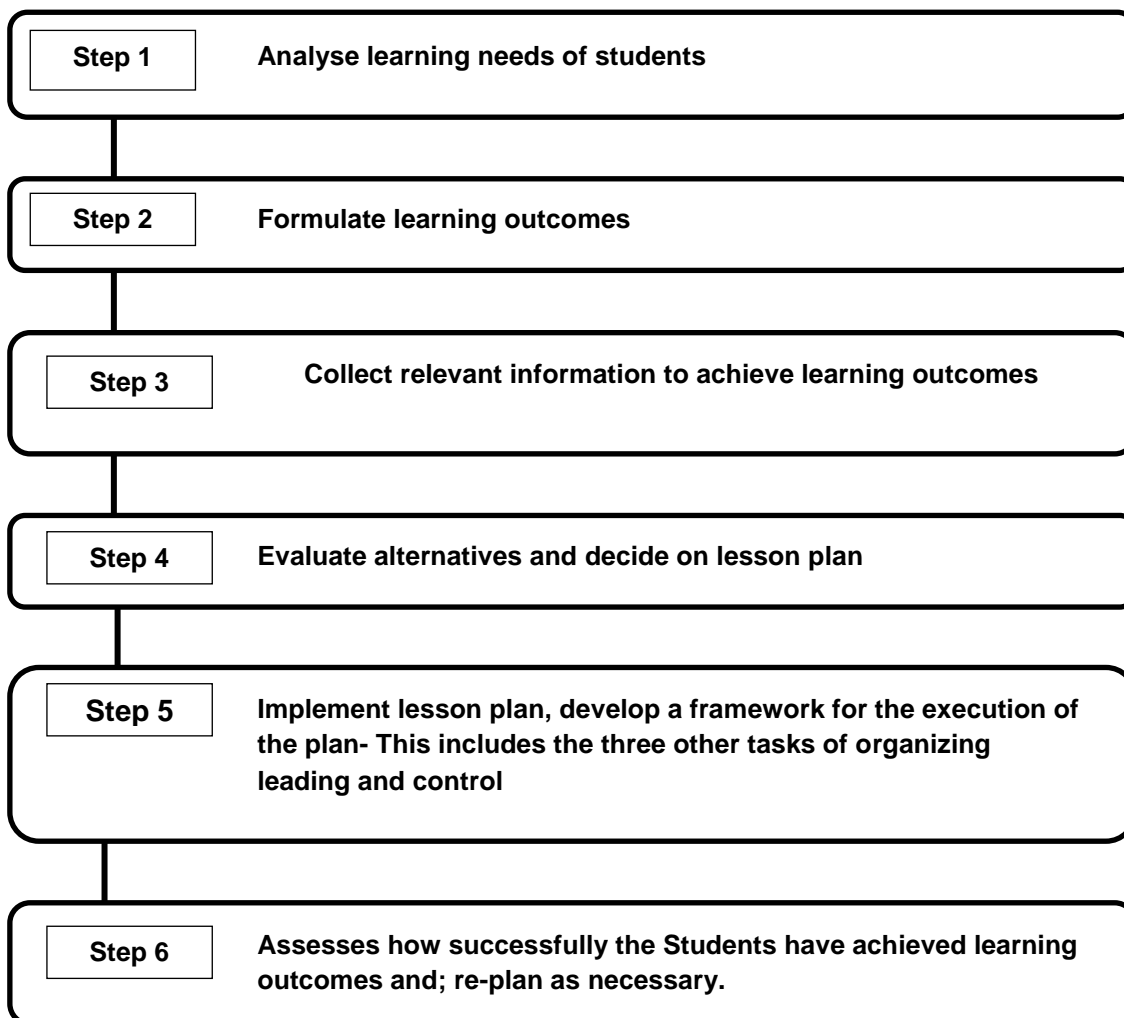 Step 1
Analyse learning needs of students
Step 2
Formulate learning outcomes
Step 3
Collect relevant information to achieve learning outcomes
Step 4
Evaluate alternatives and decide on lesson plan
Step 5
Implement lesson plan, develop a framework for the execution of
the plan- This includes the three other tasks of organizing
leading and control
Step 6
Assesses how successfully the Students have achieved learning
outcomes and; re-plan as necessary.